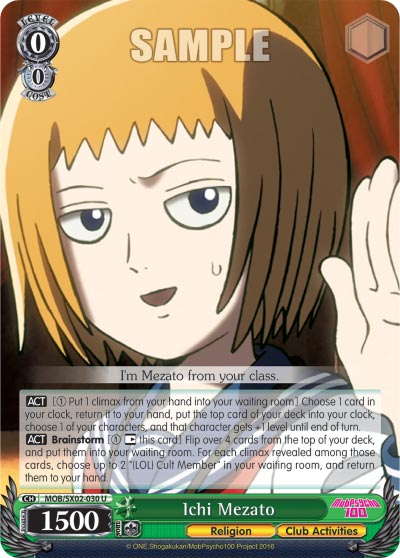 LEVEL
0
0
COST
SAMPLE
I'm Mezato from your class.
ACT [① Put 1 climax from your hand into your waiting room] Choose 1 card in
your clock, return it to your hand, put the top card of your deck into your clock,
choose 1 of your characters, and that character gets +1 level until end of turn.
ACT Brainstorm [① this card] Flip over 4 cards from the top of your deck,
and put them into your waiting room. For each climax revealed among those
cards, choose up to 2 "(LOL) Cult Member" in your waiting room, and return
them to your hand.
CH MOB/SX02-030 U
Ichi Mezato
POWER
1500
Mob Psycho
100
Religion
Club Activities
© ONE,Shogakukan/MobPsycho100 Project 2016